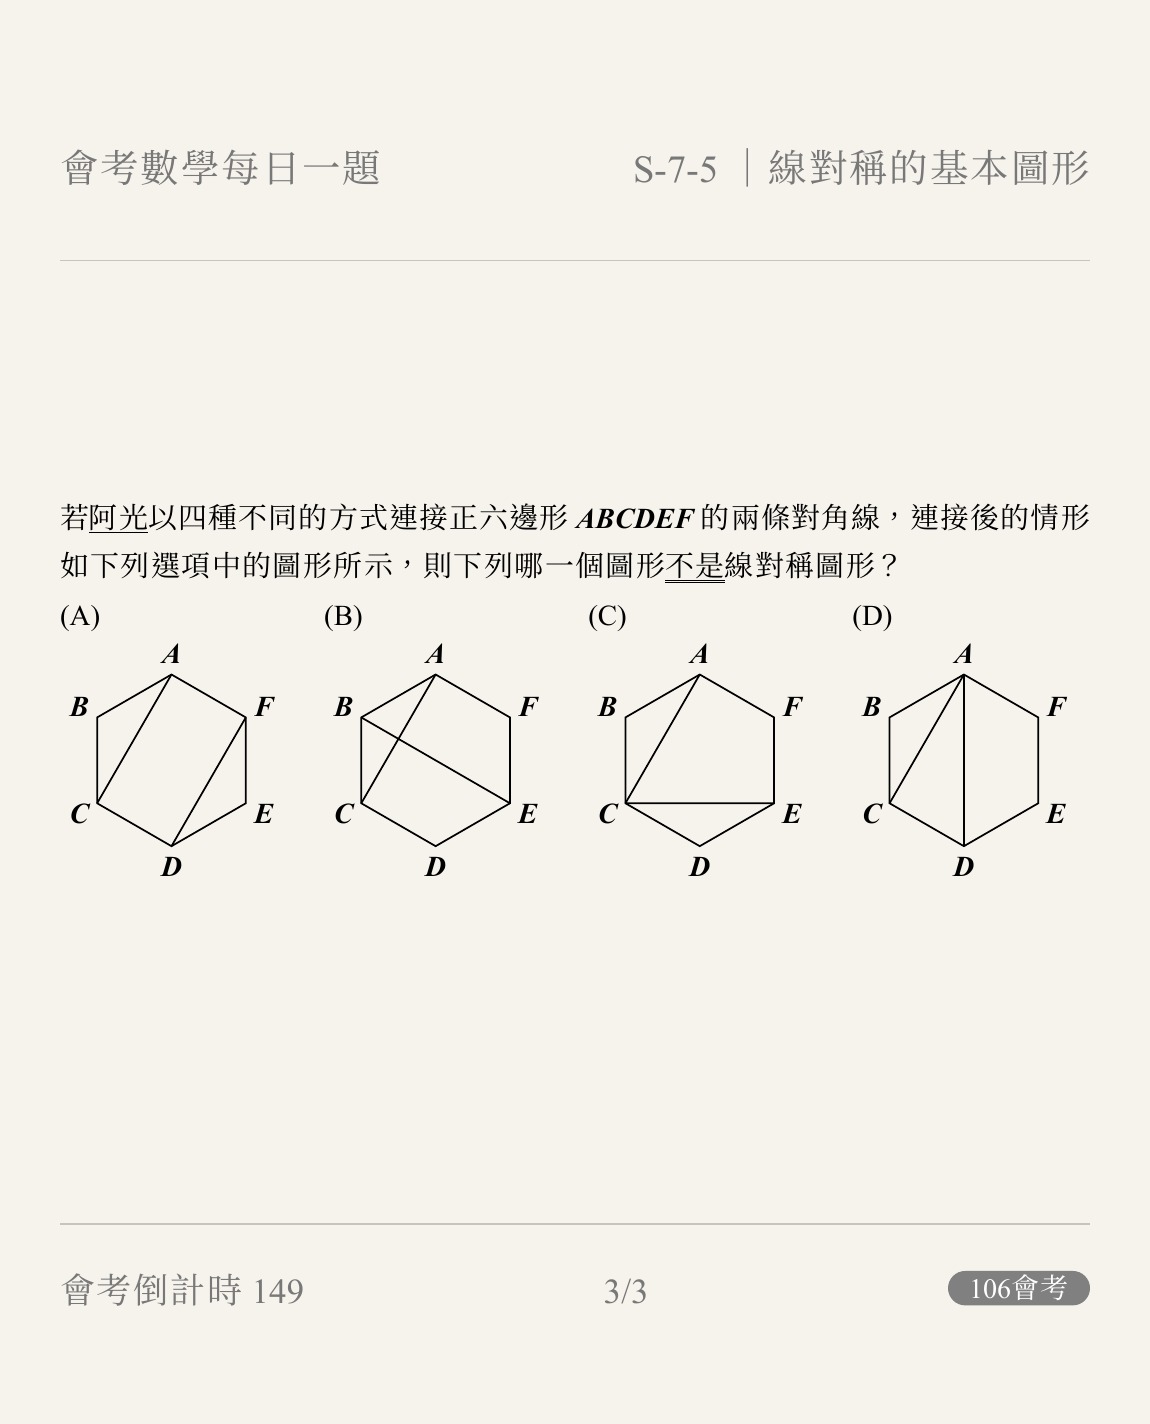 會考數學每日一題
S-7-5｜線對稱的基本圖形
若阿光以四種不同的方式連接正六邊形 ABCDEF 的兩條對角線，連接後的情形
如下列選項中的圖形所示，則下列哪一個圖形不是線對稱圖形？
(A) (B) (C) (D)
A A A A
B F B F B F B F
C E C E C E C E
D D D D
會考倒計時 149 3/3 106會考